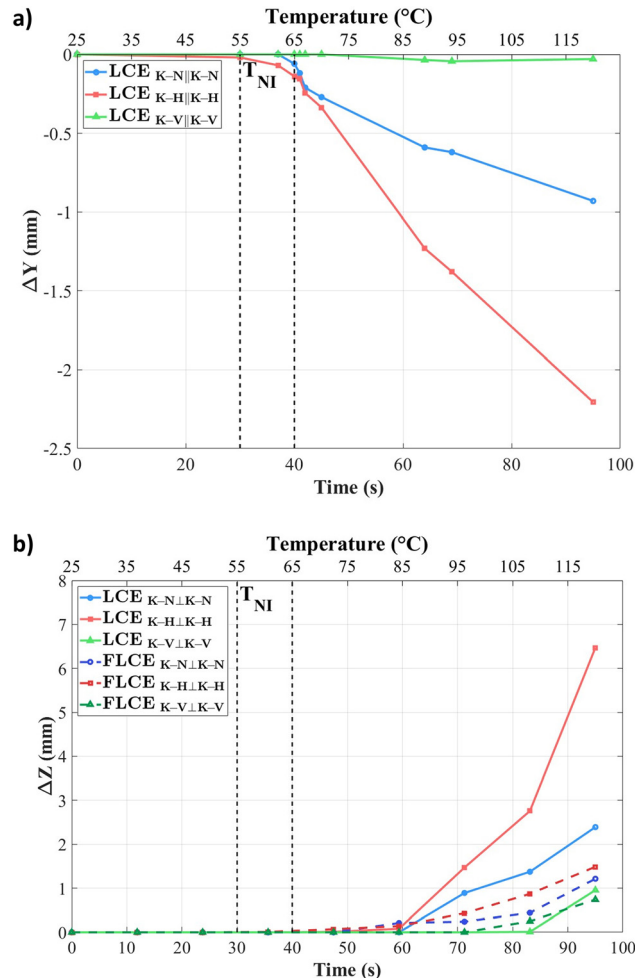 a)
Temperature (°C)
25 35 45 55 65 75 85 95 105 115
0
-0.5
-1
-1.5
-2
-2.5
ΔY (mm)
LCE K–N∥K–N
LCE K–H∥K–H
LCE K–V∥K–V
T NI
0 20 40 60 80 100
Time (s)
b)
Temperature (°C)
25 35 45 55 65 75 85 95 105 115
8
7
6
5
4
3
2
1
0
ΔZ (mm)
LCE K–N⊥K–N
LCE K–H⊥K–H
LCE K–V⊥K–V
FLCE K–N⊥K–N
FLCE K–H⊥K–H
FLCE K–V⊥K–V
T NI
0 10 20 30 40 50 60 70 80 90 100
Time (s)